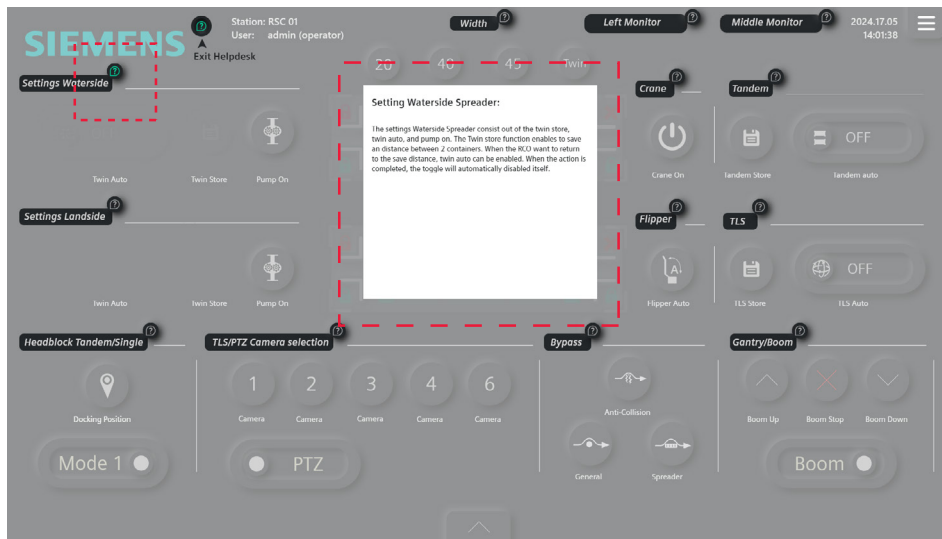 SIEMENS
Station: RSC 01
User: admin (operator)
Exit Helpdesk
Width
Left Monitor
Middle Monitor
2024.17.05
14:01:38
20 40 45 Twin
Settings Waterside
Twin Auto Twin Store Pump On
Setting Waterside Spreader:
The settings Waterside Spreader consist out of the twin store,
twin auto, and pump on. The Twin store function enables to save
an distance between 2 containers. When the RCO want to return
to the save distance, twin auto can be enabled. When the action is
completed, the toggle will automatically disabled itself.
Crane
Crane On
Tandem
OFF
Tandem Store Tandem auto
Settings Landside
Twin Auto Twin Store Pump On
Flipper
A
Flipper Auto
TLS
OFF
TLS Store TLS Auto
Headblock Tandem/Single
Docking Position
Mode 1
TLS/PTZ Camera selection
1 2 3 4 6
Camera Camera Camera Camera Camera
PTZ
Bypass
Anti-Collision
General Spreader
Gantry/Boom
Boom Up Boom Stop Boom Down
Boom